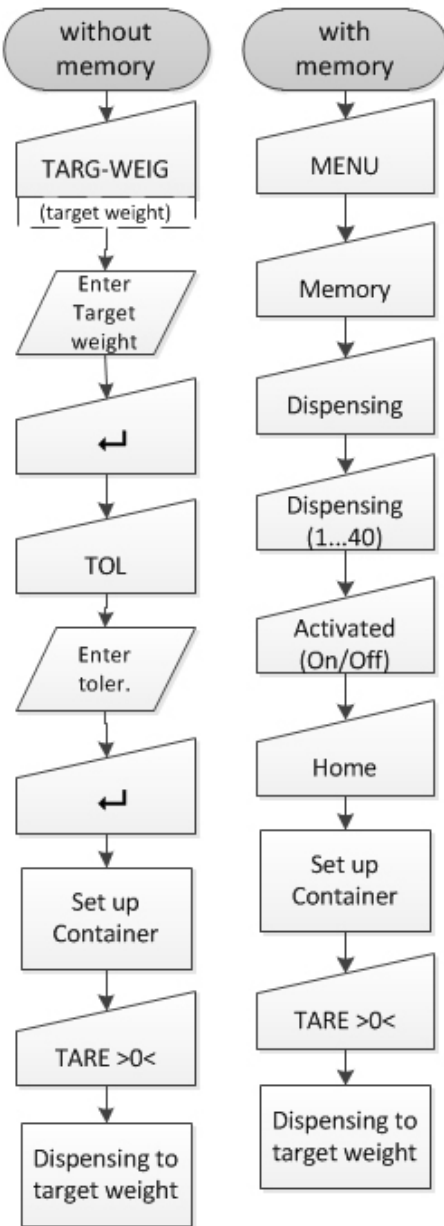 without
memory
TARG-WEIG
(target weight)
Enter
Target
weight
↵
TOL
Enter
toler.
↵
Set up
Container
TARE >0<
Dispensing to
target weight
with
memory
MENU
Memory
Dispensing
Dispensing
(1...40)
Activated
(On/Off)
Home
Set up
Container
TARE >0<
Dispensing to
target weight